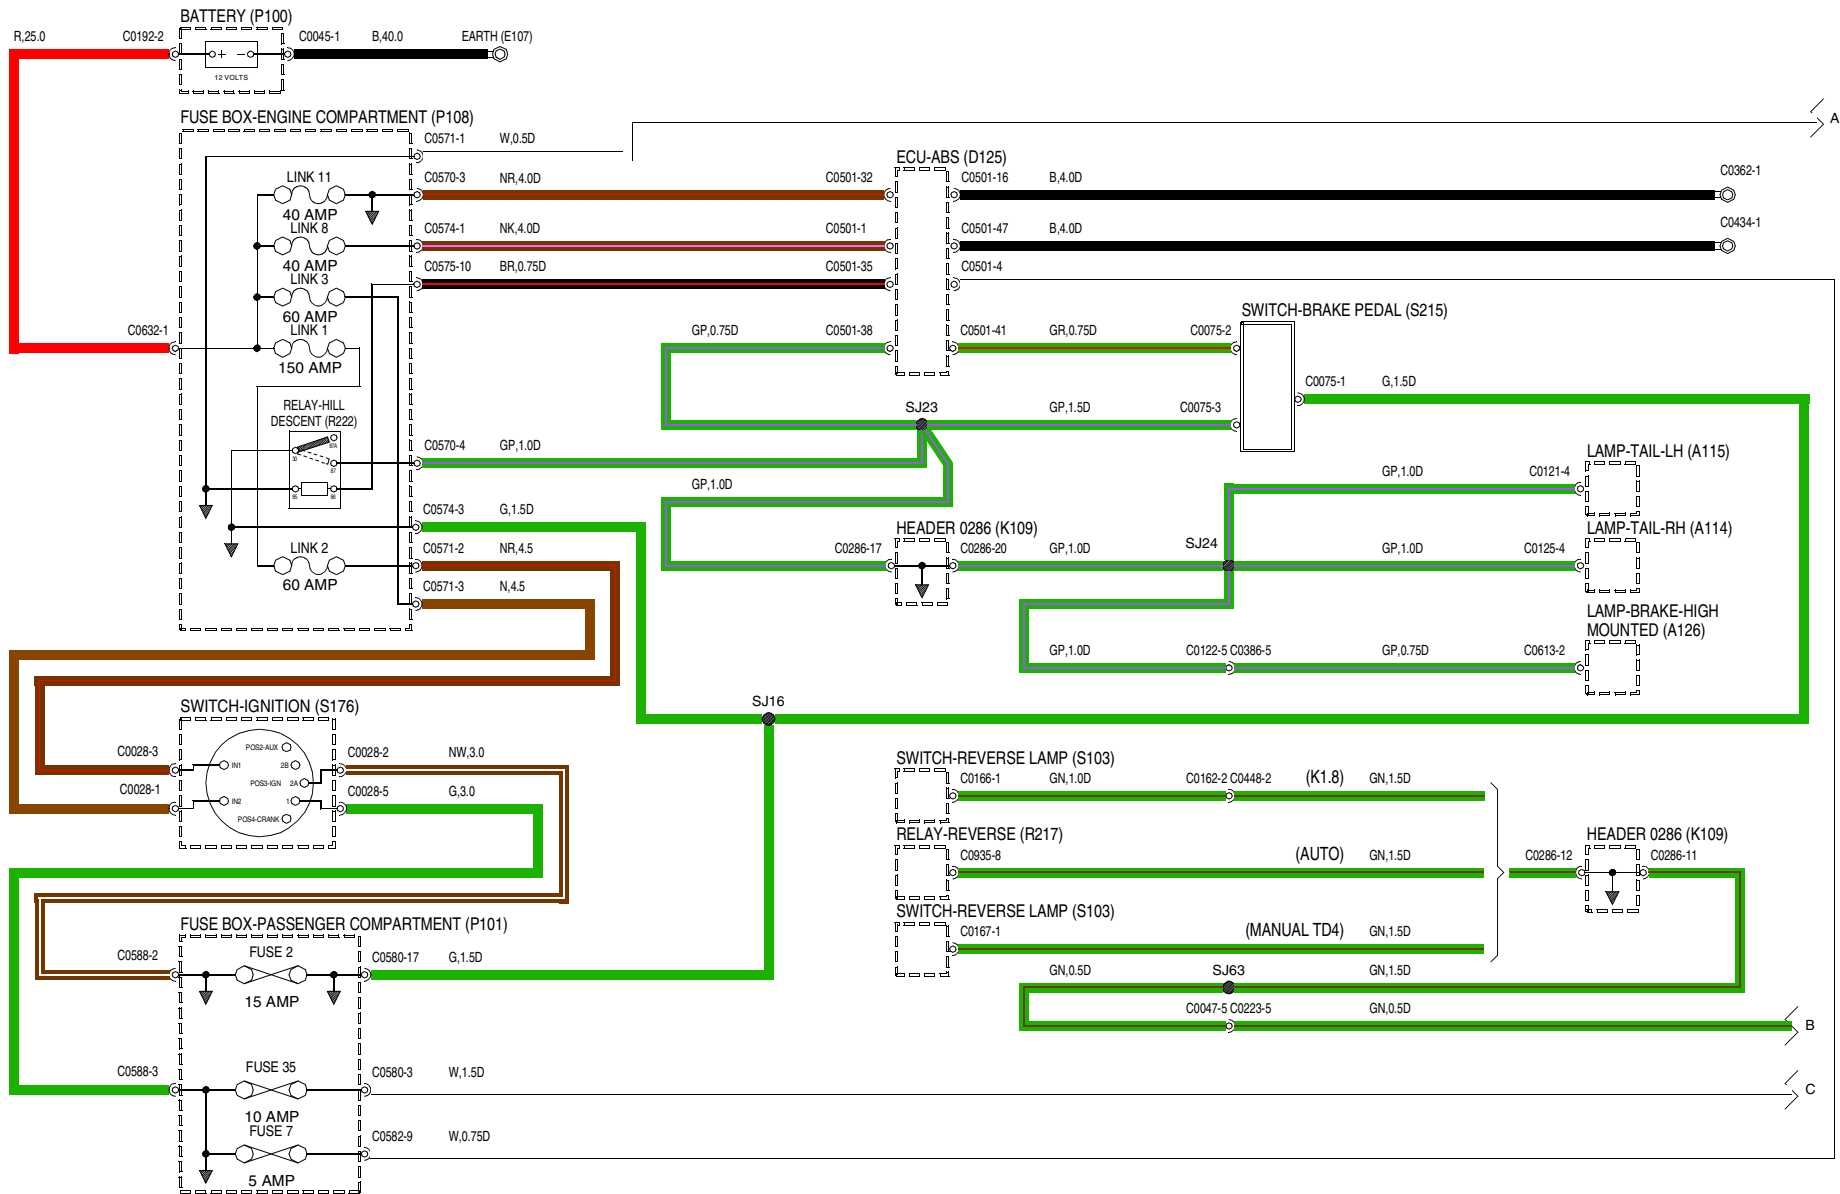 BATTERY (P100)
R,25.0
C0192-2
C0045-1
B,40.0
EARTH (E107)
+
−
12 VOLTS
FUSE BOX-ENGINE COMPARTMENT (P108)
A
C0571-1
W,0.5D
ECU-ABS (D125)
LINK 11
C0570-3
NR,4.0D
C0501-32
C0501-16
B,4.0D
C0362-1
40 AMP
LINK 8
C0574-1
NK,4.0D
C0501-1
C0501-47
B,4.0D
C0434-1
40 AMP
C0575-10
BR,0.75D
C0501-35
C0501-4
LINK 3
60 AMP
SWITCH-BRAKE PEDAL (S215)
C0632-1
LINK 1
GP,0.75D
C0501-38
C0501-41
GR,0.75D
C0075-2
150 AMP
C0075-1
G,1.5D
RELAY-HILL
DESCENT (R222)
SJ23
GP,1.5D
C0075-3
87A
30
87
85
86
C0570-4
GP,1.0D
LAMP-TAIL-LH (A115)
GP,1.0D
GP,1.0D
C0121-4
C0574-3
G,1.5D
HEADER 0286 (K109)
LAMP-TAIL-RH (A114)
LINK 2
C0571-2
NR,4.5
C0286-17
C0286-20
GP,1.0D
SJ24
GP,1.0D
C0125-4
60 AMP
C0571-3
N,4.5
LAMP-BRAKE-HIGH
MOUNTED (A126)
GP,1.0D
C0122-5 C0386-5
GP,0.75D
C0613-2
SWITCH-IGNITION (S176)
SJ16
C0028-3
POS2-AUX
C0028-2
NW,3.0
SWITCH-REVERSE LAMP (S103)
IN1
2B
POS3-IGN
2A
C0166-1
GN,1.0D
C0162-2 C0448-2
(K1.8)
GN,1.5D
C0028-1
IN2
1
C0028-5
G,3.0
POS4-CRANK
RELAY-REVERSE (R217)
HEADER 0286 (K109)
C0935-8
(AUTO)
GN,1.5D
C0286-12
C0286-11
FUSE BOX-PASSENGER COMPARTMENT (P101)
SWITCH-REVERSE LAMP (S103)
C0588-2
FUSE 2
C0580-17
G,1.5D
C0167-1
(MANUAL TD4)
GN,1.5D
15 AMP
GN,0.5D
SJ63
GN,1.5D
C0047-5 C0223-5
GN,0.5D
B
C0588-3
FUSE 35
C0580-3
W,1.5D
C
10 AMP
FUSE 7
C0582-9
W,0.75D
5 AMP